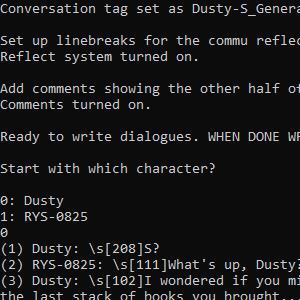 Conversation tag set as Dusty-S_Genera
Set up linebreaks for the commu reflec
Reflect system turned on.
Add comments showing the other half of
Comments turned on.
Ready to write dialogues. WHEN DONE WR
Start with which character?
0: Dusty
1: RYS-0825
0
(1) Dusty: \s[208]S?
(2) RYS-0825: \s[111]What's up, Dusty?
(3) Dusty: \s[102]I wondered if you mi
the last stack of books you brought...